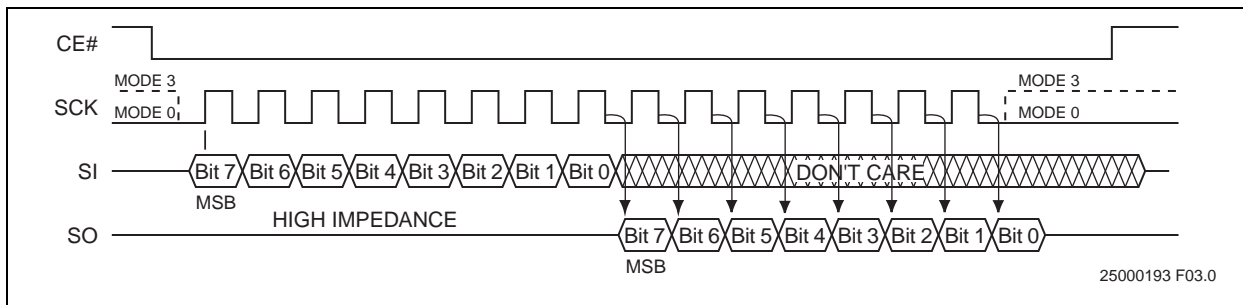 CE#
MODE 3 MODE 3
SCK MODE 0 MODE 0
SI Bit 7 Bit 6 Bit 5 Bit 4 Bit 3 Bit 2 Bit 1 Bit 0 DON'T CARE
MSB
HIGH IMPEDANCE
SO Bit 7 Bit 6 Bit 5 Bit 4 Bit 3 Bit 2 Bit 1 Bit 0
MSB
25000193 F03.0